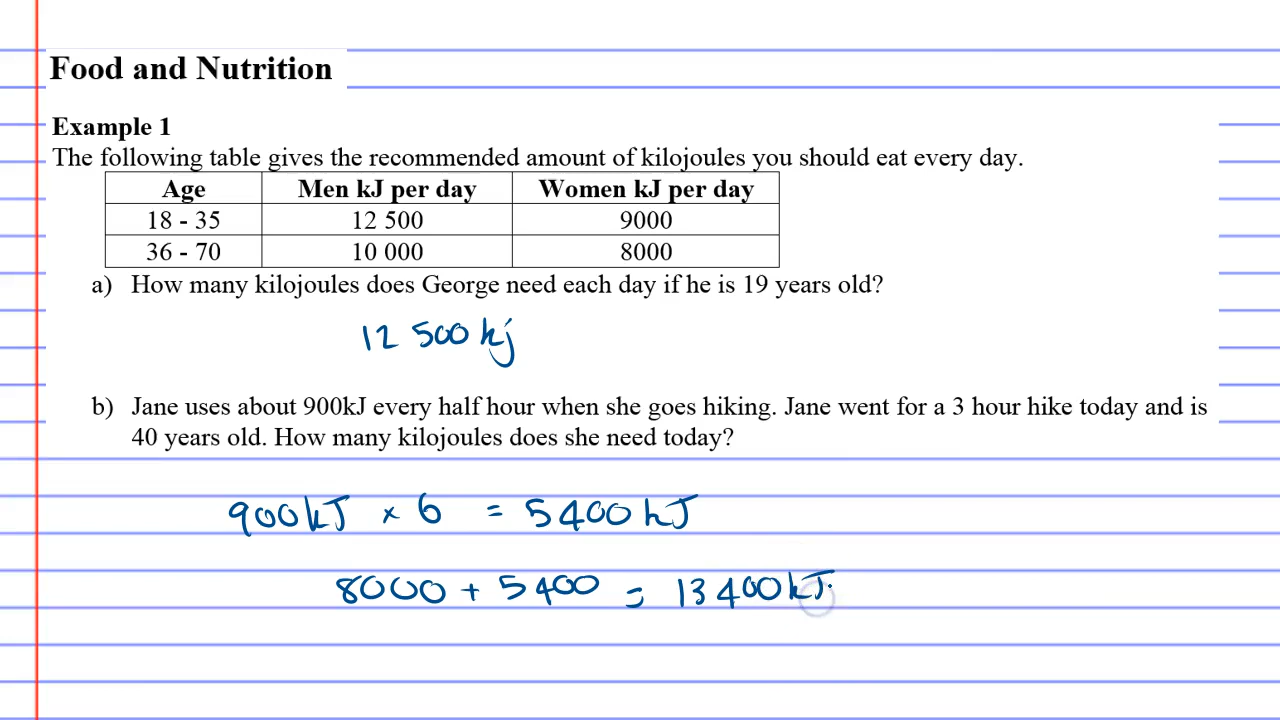 Food and Nutrition
Example 1
The following table gives the recommended amount of kilojoules you should eat every day.
Age Men kJ per day Women kJ per day
18 - 35 12 500 9000
36 - 70 10 000 8000
a) How many kilojoules does George need each day if he is 19 years old?
12 500 kj
b) Jane uses about 900kJ every half hour when she goes hiking. Jane went for a 3 hour hike today and is
40 years old. How many kilojoules does she need today?
900kJ × 6 = 5400 kJ
8000 + 5400 = 13400kJ.